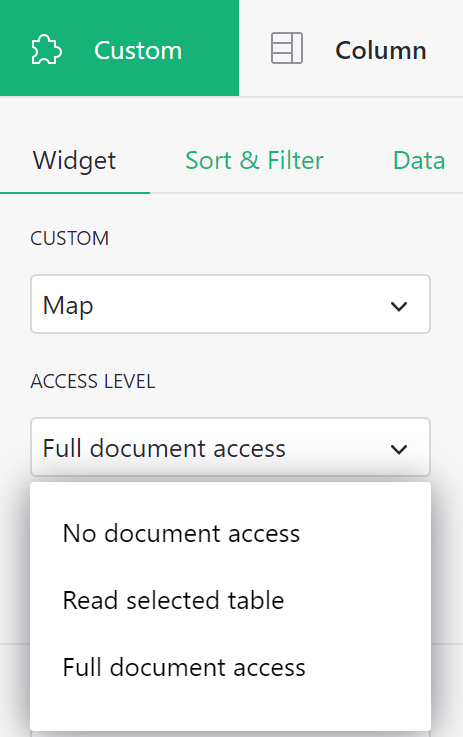 Custom
Column
Widget
Sort & Filter
Data
CUSTOM
Map
ACCESS LEVEL
Full document access
No document access
Read selected table
Full document access